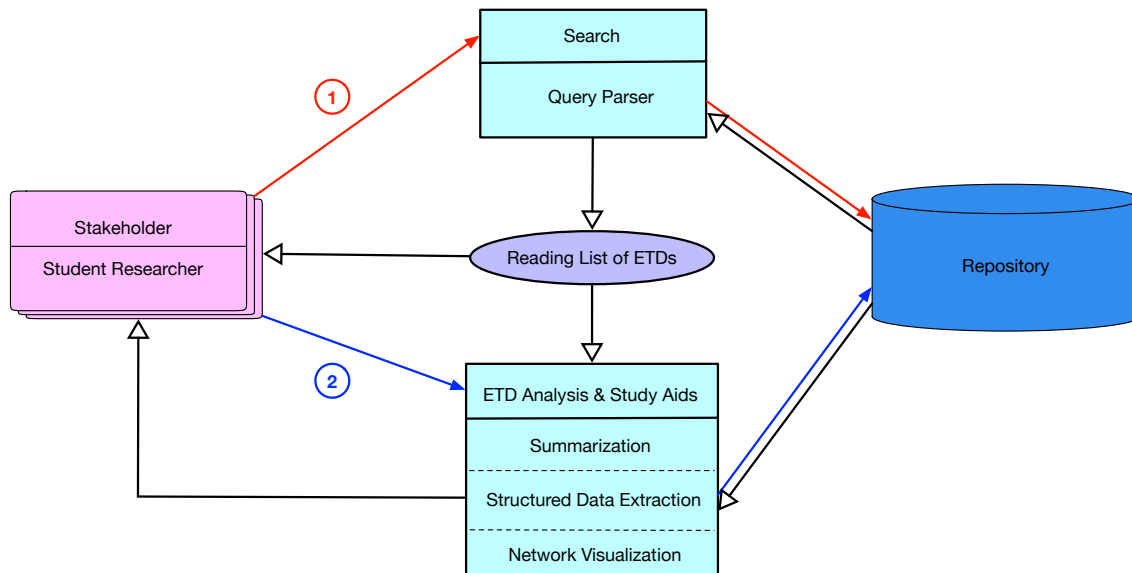 Search
Query Parser
1
Stakeholder
Student Researcher
Reading List of ETDs
Repository
2
ETD Analysis & Study Aids
Summarization
Structured Data Extraction
Network Visualization